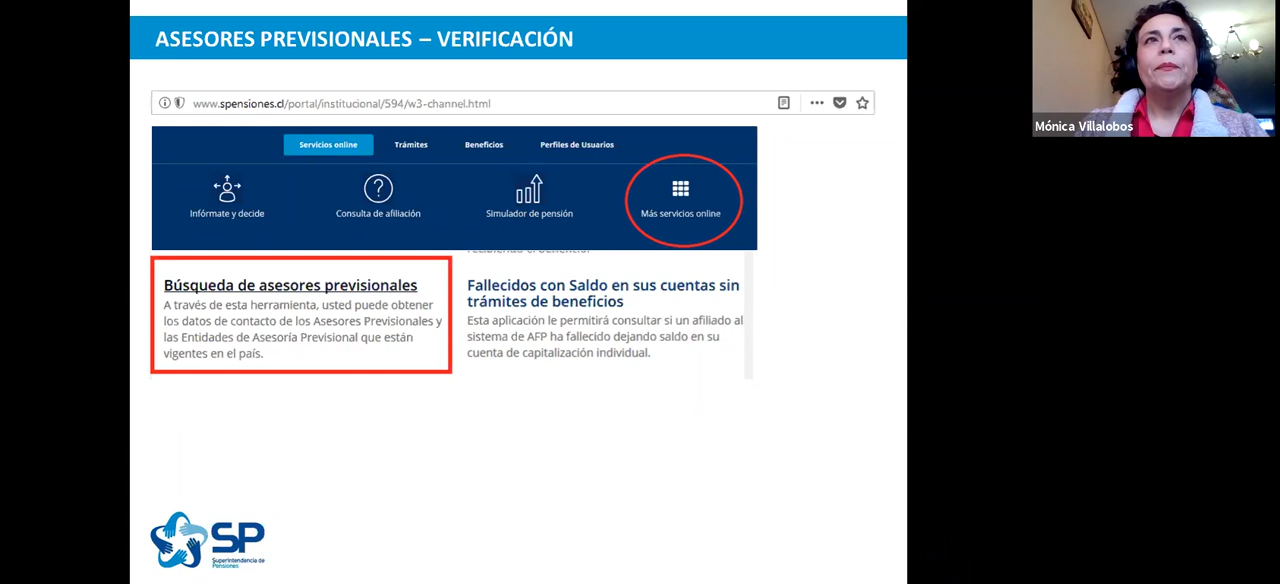 ASESORES PREVISIONALES – VERIFICACIÓN
Mónica Villalobos
www.spensiones.cl/portal/institucional/594/w3-channel.html
Servicios online
Trámites
Beneficios
Perfiles de Usuarios
Infórmate y decide
Consulta de afiliación
Simulador de pensión
Más servicios online
Búsqueda de asesores previsionales
A través de esta herramienta, usted puede obtener
los datos de contacto de los Asesores Previsionales y
las Entidades de Asesoría Previsional que están
vigentes en el país.
Fallecidos con Saldo en sus cuentas sin
trámites de beneficios
Esta aplicación le permitirá consultar si un afiliado al
sistema de AFP ha fallecido dejando saldo en su
cuenta de capitalización individual.
SP
Superintendencia de
Pensiones